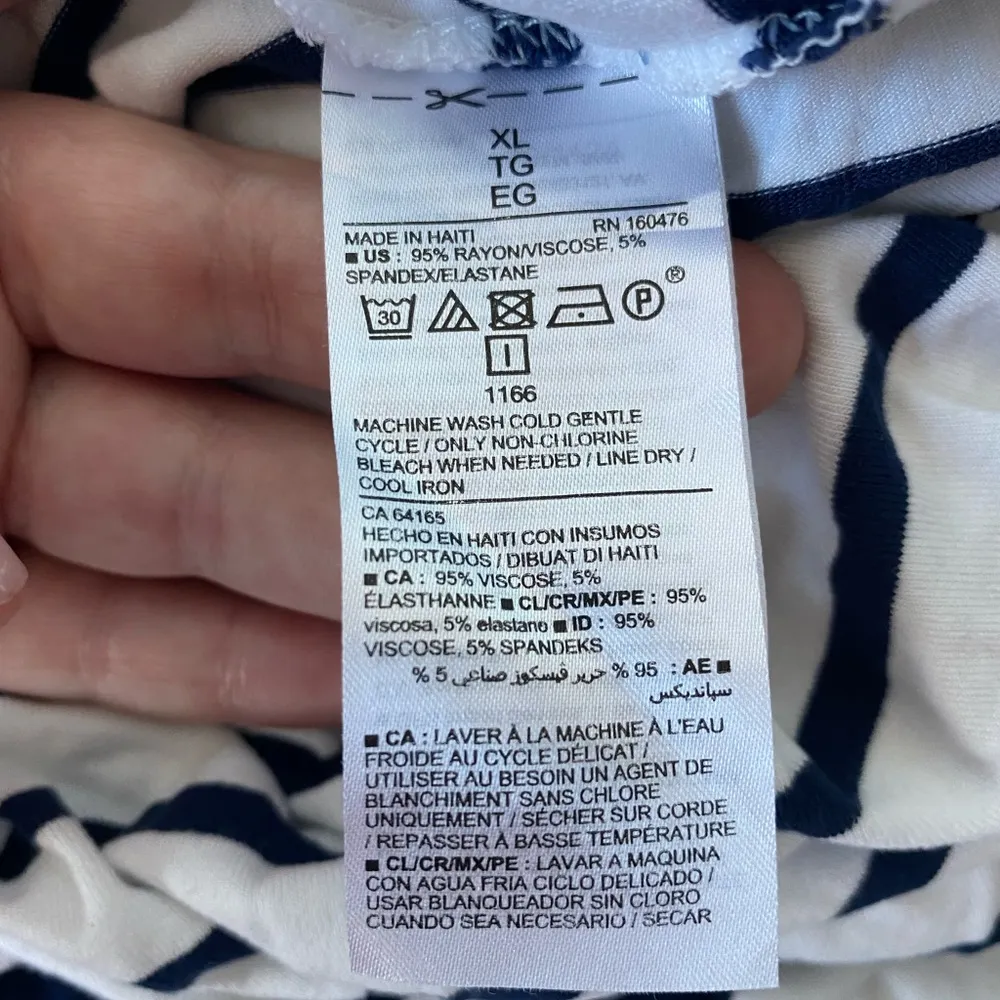 XL
TG
EG
MADE IN HAITI RN 160476
■ US : 95% RAYON/VISCOSE, 5%
SPANDEX/ELASTANE
30 P ®
I
1166
MACHINE WASH COLD GENTLE
CYCLE / ONLY NON-CHLORINE
BLEACH WHEN NEEDED / LINE DRY /
COOL IRON
CA 64165
HECHO EN HAITI CON INSUMOS
IMPORTADOS / DIBUAT DI HAITI
■ CA : 95% VISCOSE, 5%
ÉLASTHANNE ■ CL/CR/MX/PE : 95%
viscosa, 5% elastano ■ ID : 95%
VISCOSE, 5% SPANDEKS
■ AE : 95 % حرير فيسكوز صناعي 5 %
سپاندیكس
■ CA : LAVER À LA MACHINE À L'EAU
FROIDE AU CYCLE DÉLICAT /
UTILISER AU BESOIN UN AGENT DE
BLANCHIMENT SANS CHLORE
UNIQUEMENT / SÉCHER SUR CORDE
/ REPASSER À BASSE TEMPÉRATURE
■ CL/CR/MX/PE : LAVAR A MAQUINA
CON AGUA FRIA CICLO DELICADO /
USAR BLANQUEADOR SIN CLORO
CUANDO SEA NECESARIO / SECAR